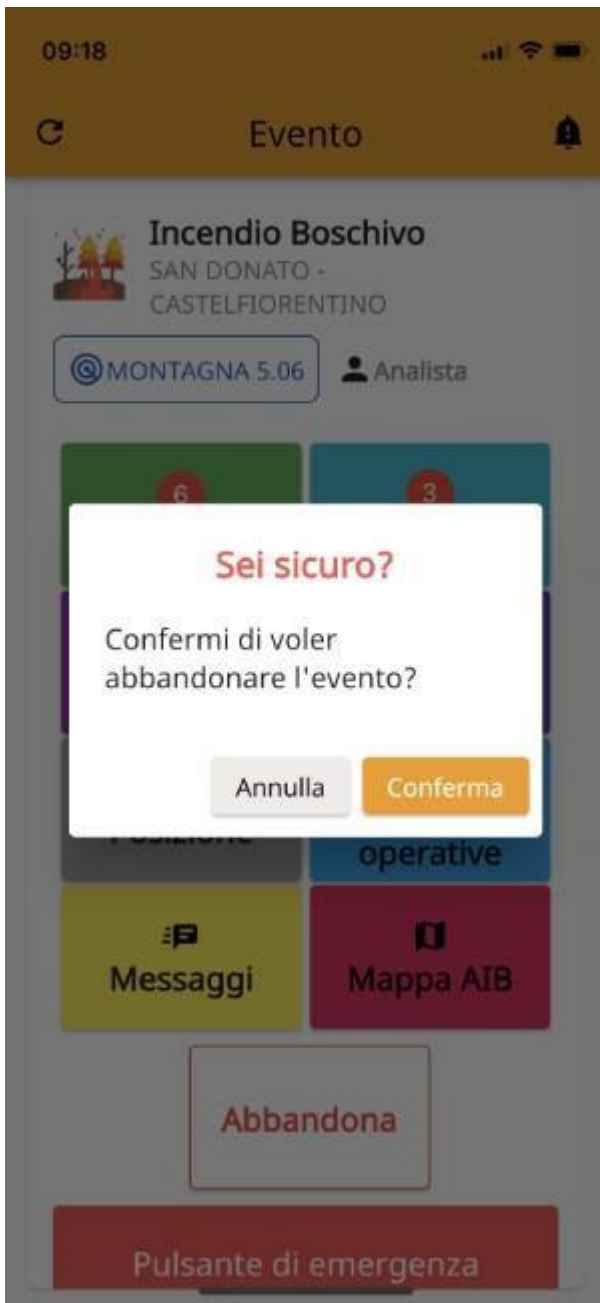 09:18
Evento
Incendio Boschivo
SAN DONATO -
CASTELFIORENTINO
MONTAGNA 5.06
Analista
6
3
Sei sicuro?
Confermi di voler
abbandonare l'evento?
Annulla
Conferma
Posizione
operative
Messaggi
Mappa AIB
Abbandona
Pulsante di emergenza